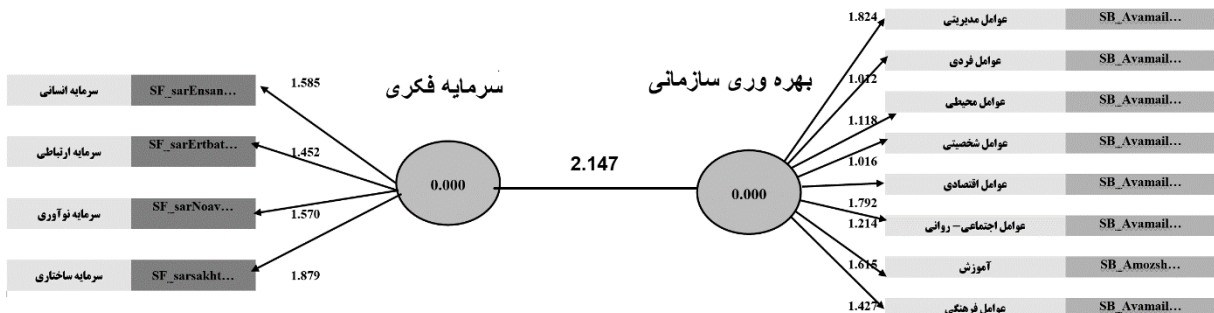 سرمایه فکری
بهره وری سازمانی
سرمایه انسانی
SF_sarEnsan...
1.585
سرمایه ارتباطی
SF_sarErtbat...
1.452
سرمایه نوآوری
SF_sarNoav...
1.570
سرمایه ساختاری
SF_sarsakht...
1.879
0.000
2.147
0.000
1.824
عوامل مدیریتی
SB_Avamail...
1.012
عوامل فردی
SB_Avamail...
1.118
عوامل محیطی
SB_Avamail...
1.016
عوامل شخصیتی
SB_Avamail...
1.792
عوامل اقتصادی
SB_Avamail...
1.214
عوامل اجتماعی - روانی
SB_Avamail...
1.615
آموزش
SB_Amozsh...
1.427
عوامل فرهنگی
SB_Avamail...